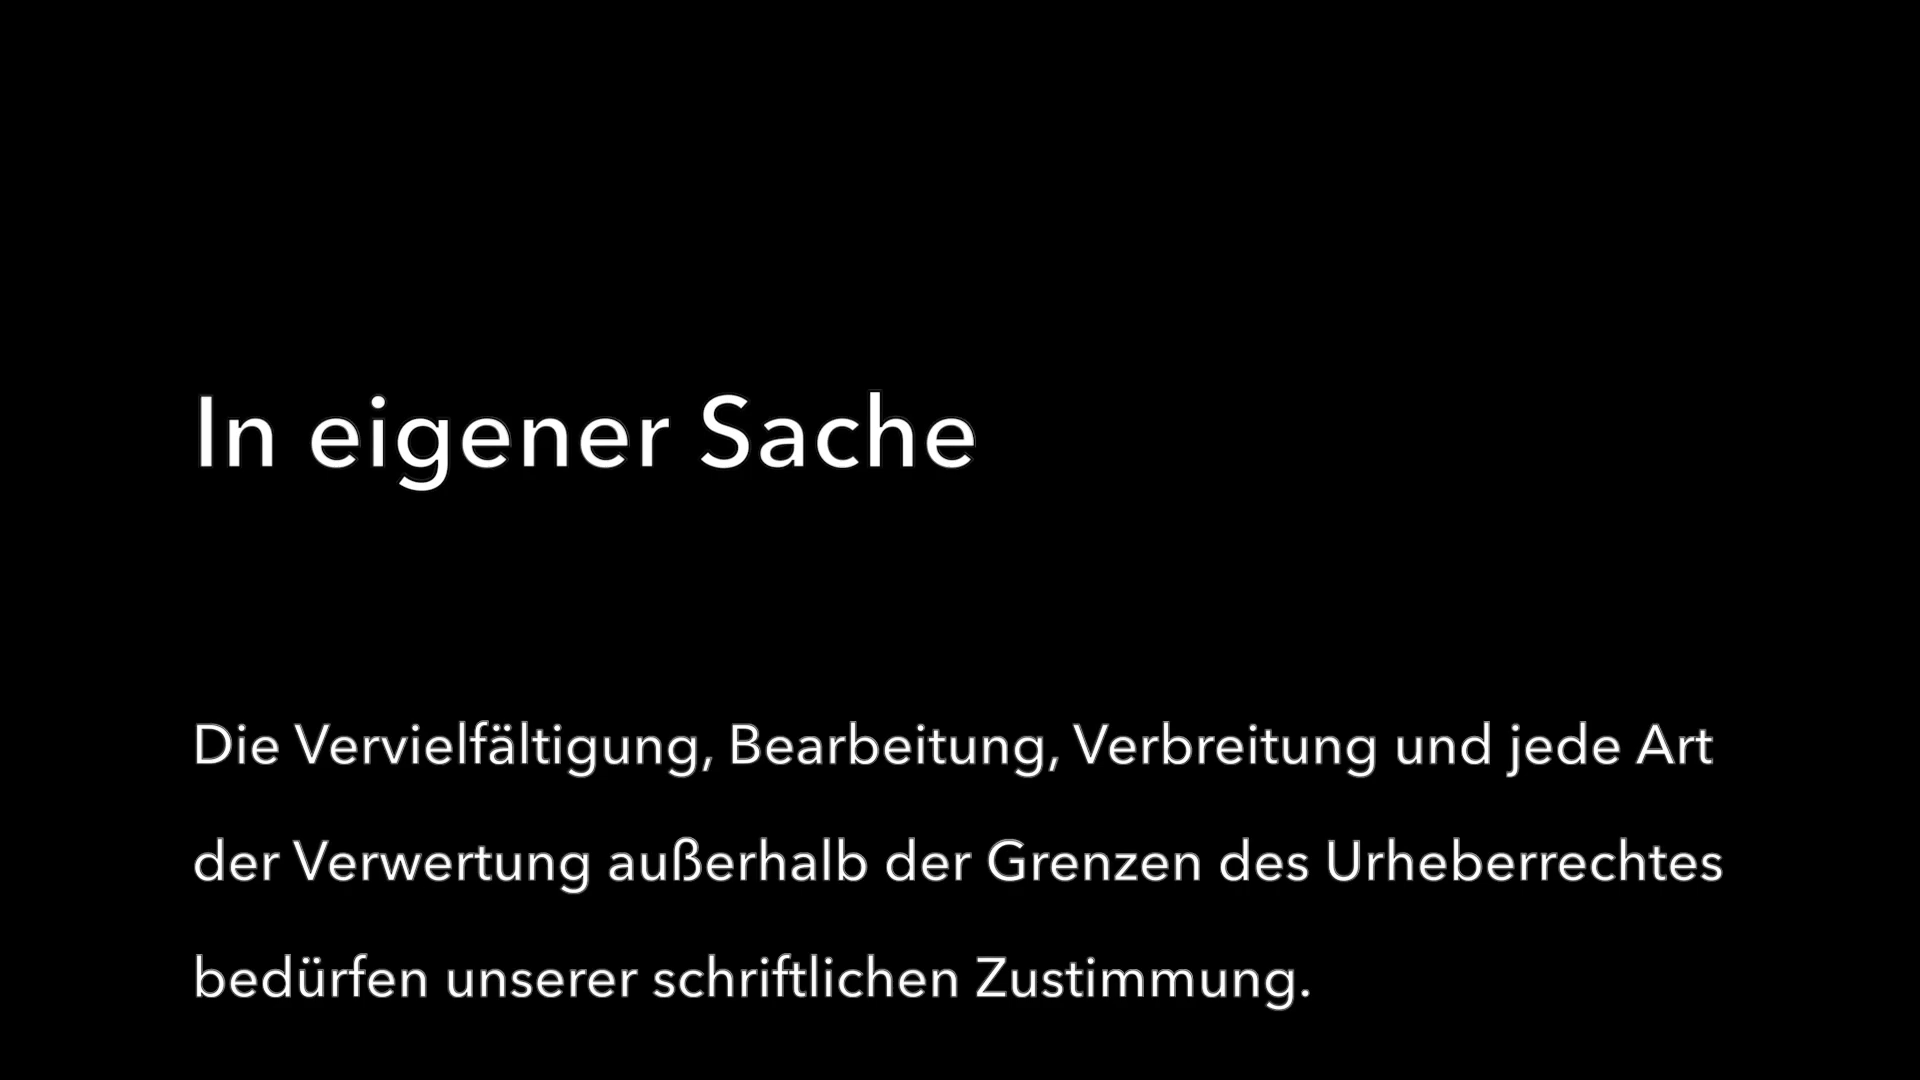 In eigener Sache
Die Vervielfältigung, Bearbeitung, Verbreitung und jede Art
der Verwertung außerhalb der Grenzen des Urheberrechtes
bedürfen unserer schriftlichen Zustimmung.